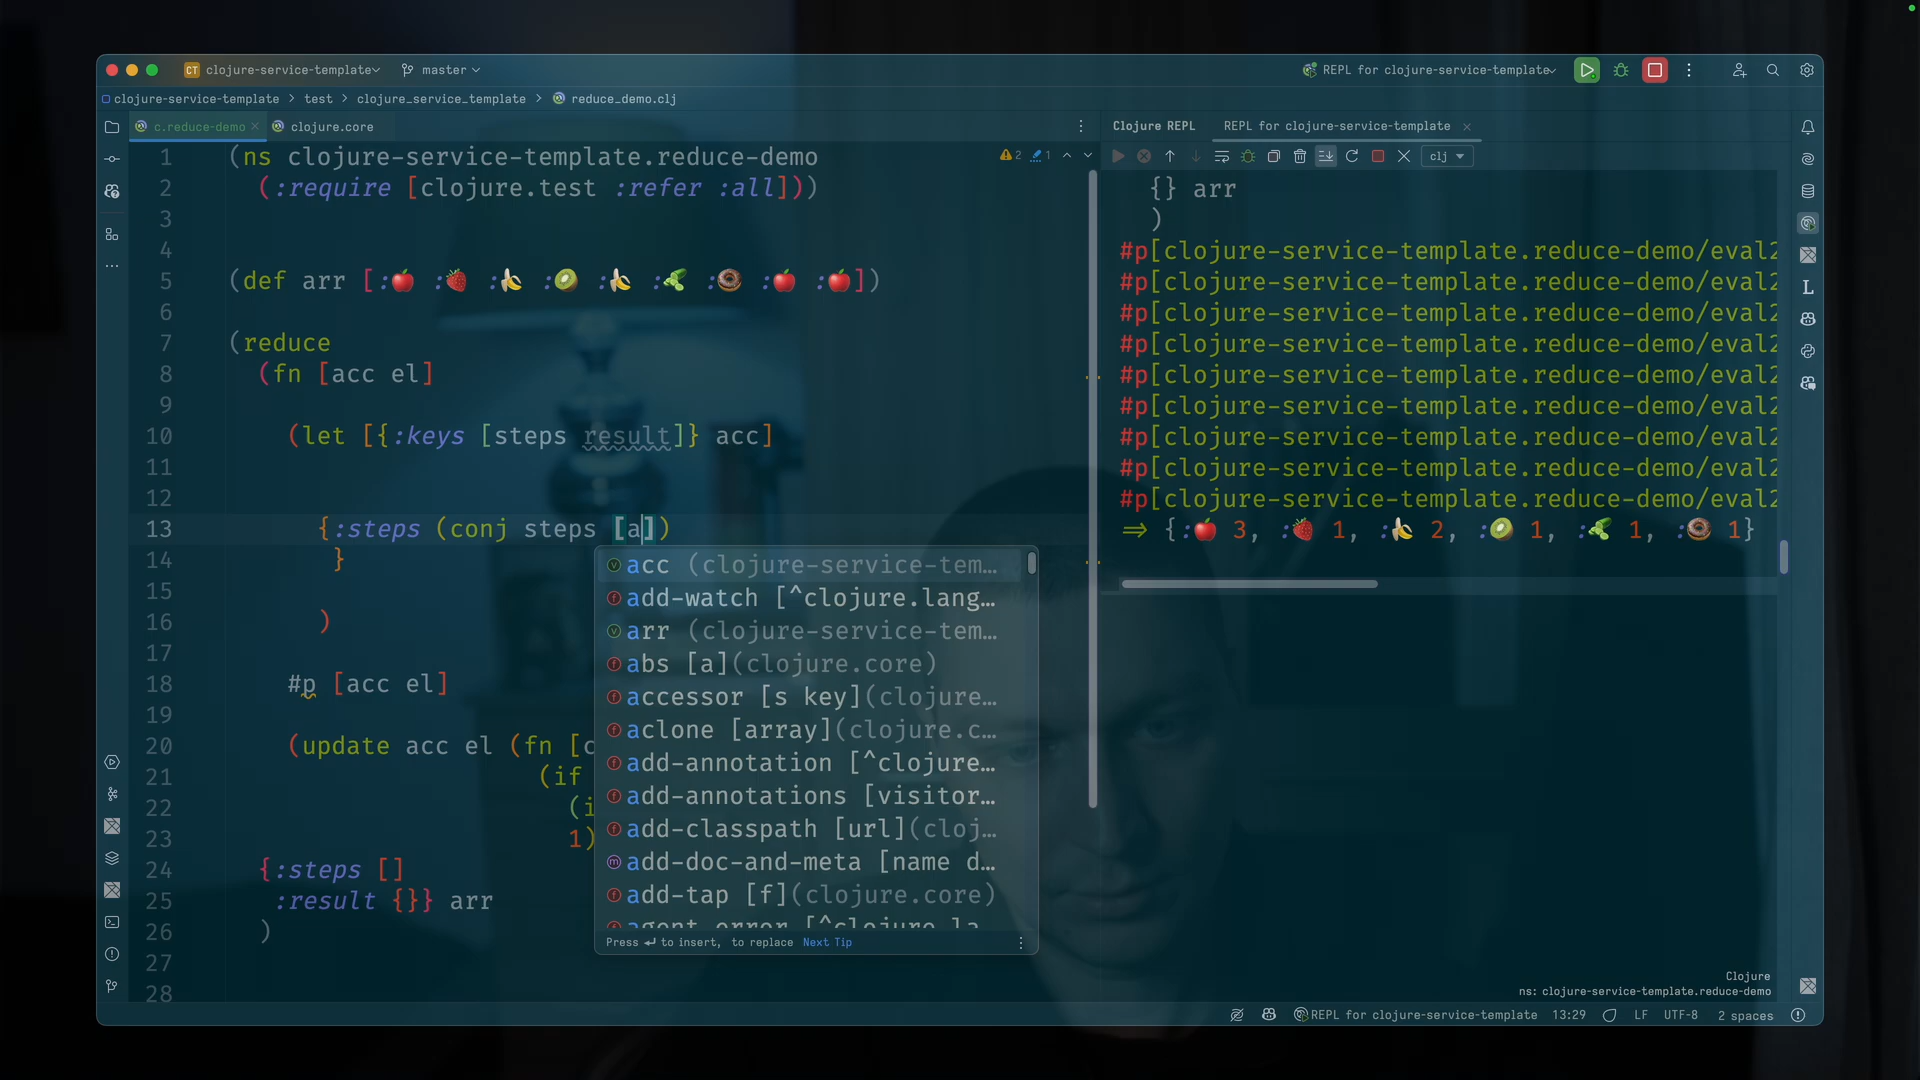 CT clojure-service-template
master
REPL for clojure-service-template
clojure-service-template > test > clojure_service_template > reduce_demo.clj
c.reduce-demo
clojure.core
Clojure REPL
REPL for clojure-service-template
1 (ns clojure-service-template.reduce-demo
2 (:require [clojure.test :refer :all]))
3
4
5 (def arr [:🍎 :🍓 :🍌 :🥝 :🍌 :🥒 :🍩 :🍎 :🍎])
6
7 (reduce
8 (fn [acc el]
9
10 (let [{:keys [steps result]} acc]
11
12
13 {:steps (conj steps [a])
14 }
15
16 )
17
18 #p [acc el]
19
20 (update acc el (fn [c
21 (if
22 (i
23 1)
24 {:steps []
25 :result {}} arr
26 )
27
28
2
1
acc (clojure-service-tem…
add-watch [^clojure.lang…
arr (clojure-service-tem…
abs [a](clojure.core)
accessor [s key](clojure…
aclone [array](clojure.c…
add-annotation [^clojure…
add-annotations [visitor…
add-classpath [url](cloj…
add-doc-and-meta [name d…
add-tap [f](clojure.core)
agent-error [^clojure.la
Press ↵ to insert, to replace Next Tip
clj
{} arr
)
#p[clojure-service-template.reduce-demo/eval2
#p[clojure-service-template.reduce-demo/eval2
#p[clojure-service-template.reduce-demo/eval2
#p[clojure-service-template.reduce-demo/eval2
#p[clojure-service-template.reduce-demo/eval2
#p[clojure-service-template.reduce-demo/eval2
#p[clojure-service-template.reduce-demo/eval2
#p[clojure-service-template.reduce-demo/eval2
#p[clojure-service-template.reduce-demo/eval2
=> {:🍎 3, :🍓 1, :🍌 2, :🥝 1, :🥒 1, :🍩 1}
L
Clojure
ns: clojure-service-template.reduce-demo
REPL for clojure-service-template 13:29 LF UTF-8 2 spaces